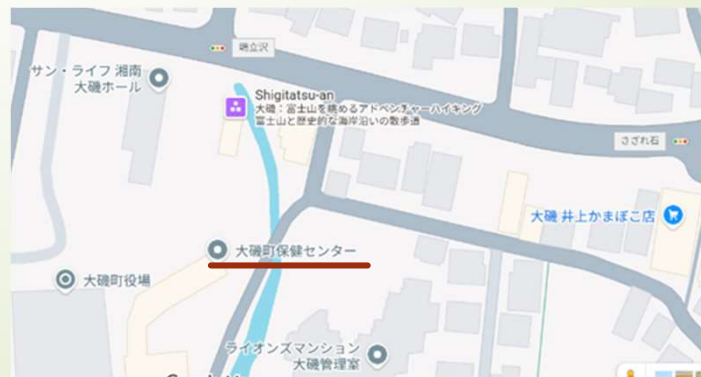 鴫立沢
サン・ライフ 湘南
大磯ホール
Shigitatsu-an
大磯：富士山を眺めるアドベンチャーハイキング
富士山と歴史的な海岸沿いの散歩道
さざれ石
大磯 井上かまぼこ店
大磯町保健センター
大磯町役場
ライオンズマンション
大磯管理室